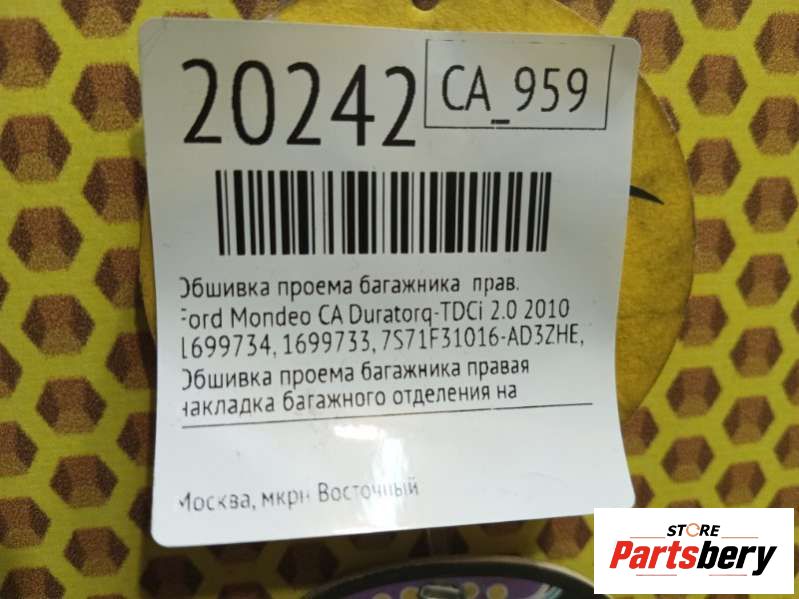 20242
CA_959
Обшивка проема багажника прав.
Ford Mondeo CA Duratorq-TDCi 2.0 2010
1699734, 1699733, 7S71F31016-AD3ZHE,
Обшивка проема багажника правая
накладка багажного отделения на
Москва, мкрн Восточный
STORE
Partsbery